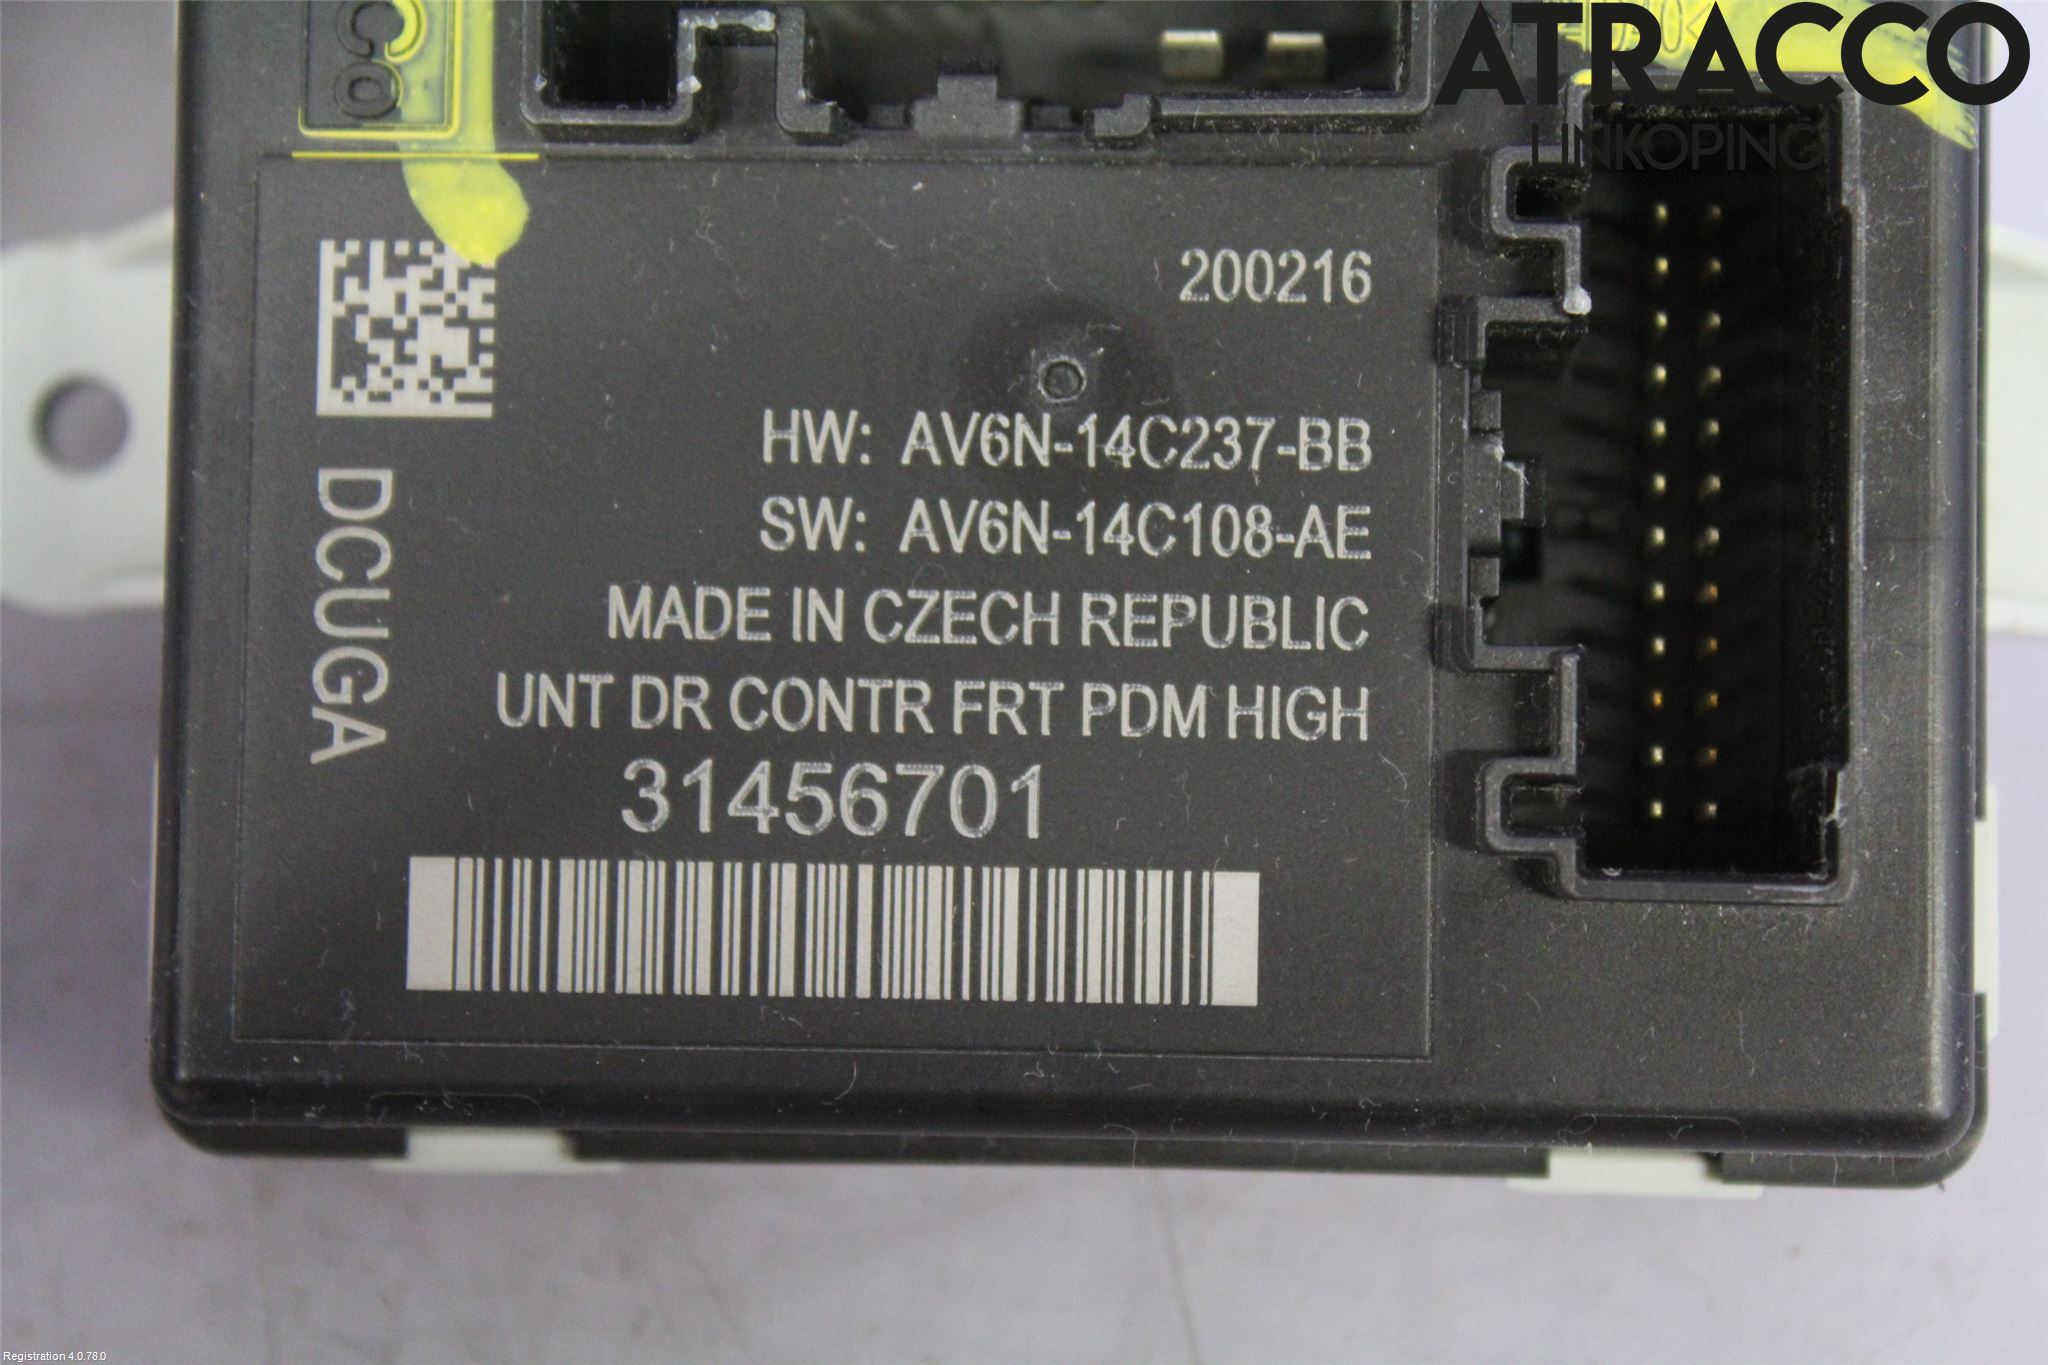 ATRACCO
LINKOPING
200216
HW: AV6N-14C237-BB
SW: AV6N-14C108-AE
MADE IN CZECH REPUBLIC
UNT DR CONTR FRT PDM HIGH
31456701
DCUGA
Registration 4.0.78.0